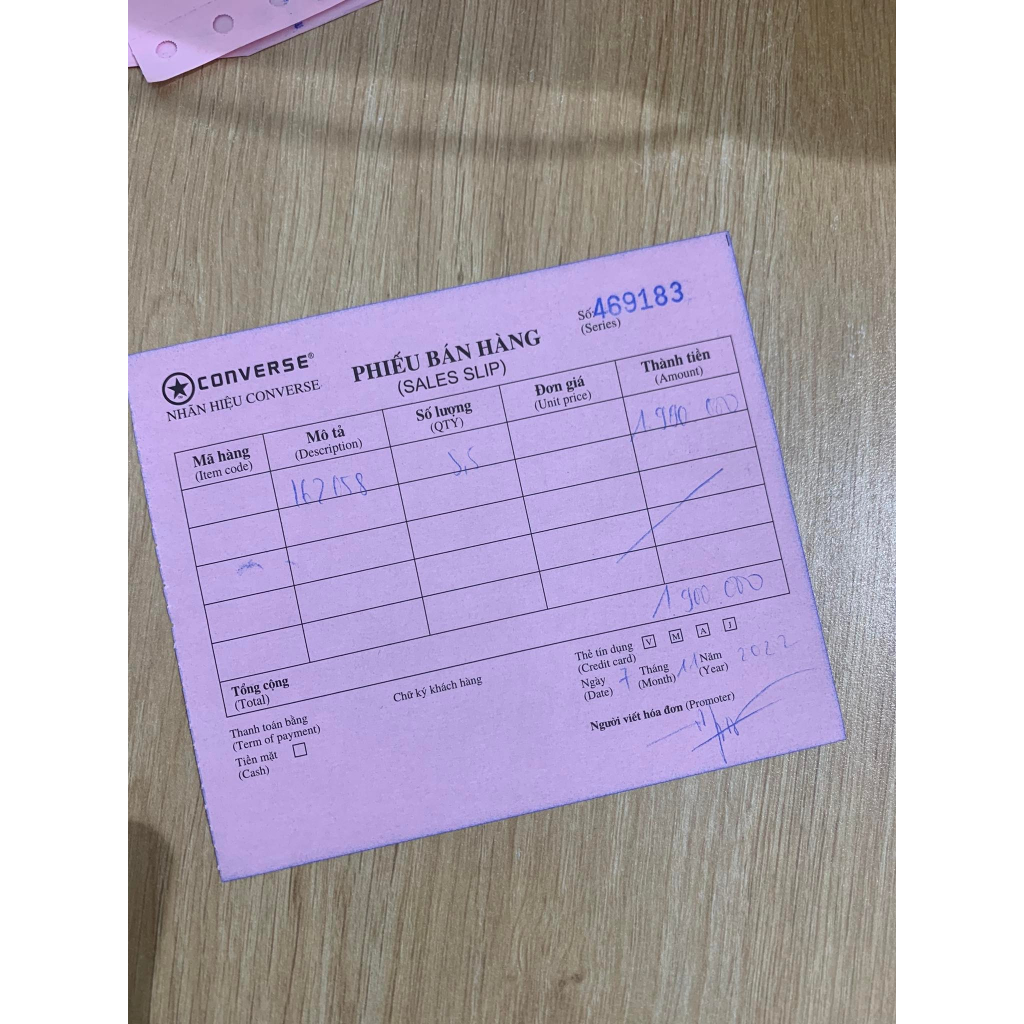 Số: 469183
(Series)
CONVERSE®
NHÃN HIỆU CONVERSE
PHIẾU BÁN HÀNG
(SALES SLIP)
Mã hàng Mô tả Số lượng Đơn giá Thành tiền
(Item code) (Description) (QTY) (Unit price) (Amount)
162158 5,5 1 900 000
Tổng cộng 1 900 000
(Total)
Thanh toán bằng Chữ ký khách hàng Thẻ tín dụng V M A J
(Term of payment) (Credit card)
Tiền mặt Ngày 7 Tháng 11 Năm 2022
(Cash) (Date) (Month) (Year)
Người viết hóa đơn (Promoter)